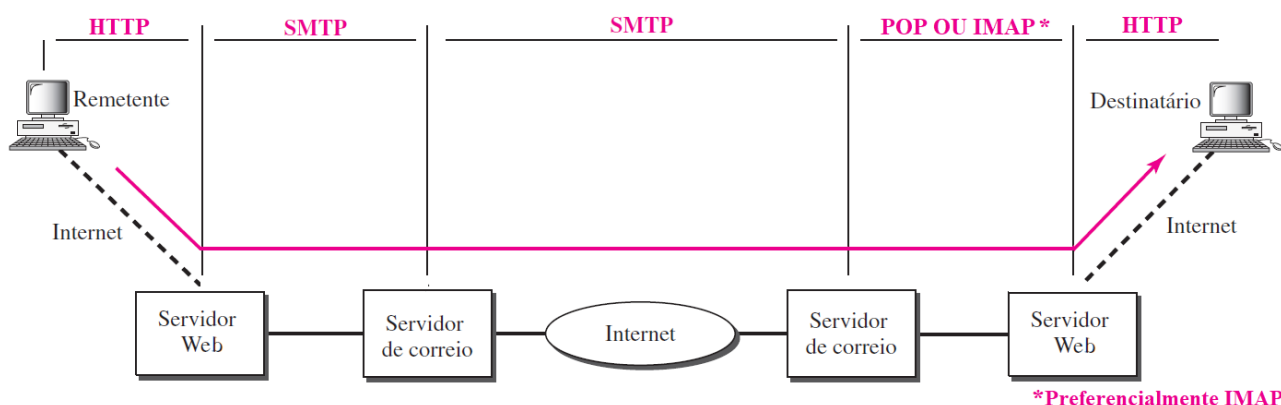 HTTP
SMTP
SMTP
POP OU IMAP *
HTTP
Remetente
Destinatário
Internet
Internet
Servidor
Web
Servidor
de correio
Internet
Servidor
de correio
Servidor
Web
*Preferencialmente IMAP